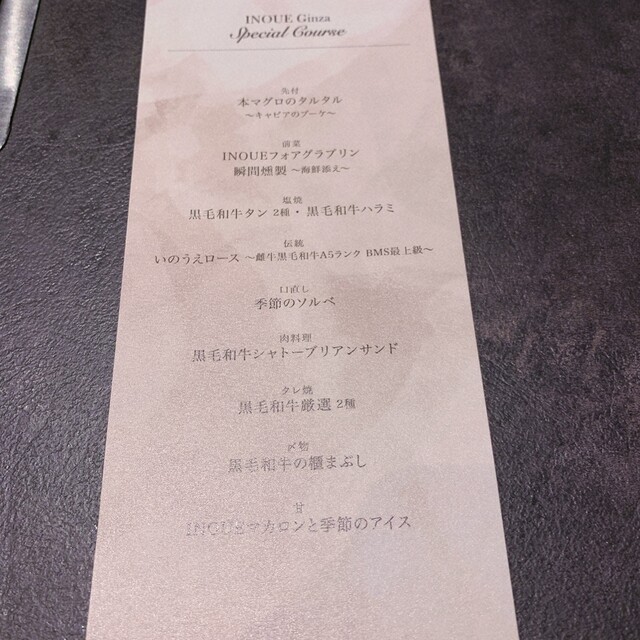 INOUE Ginza
Special Course
先付
本マグロのタルタル
～キャビアのブーケ～
前菜
INOUEフォアグラプリン
瞬間燻製 ～海鮮添え～
塩焼
黒毛和牛タン 2種・黒毛和牛ハラミ
伝統
いのうえロース ～雌牛黒毛和牛A5ランク BMS最上級～
口直し
季節のソルベ
肉料理
黒毛和牛シャトーブリアンサンド
タレ焼
黒毛和牛厳選 2種
〆物
黒毛和牛の櫃まぶし
甘
INOUEマカロンと季節のアイス